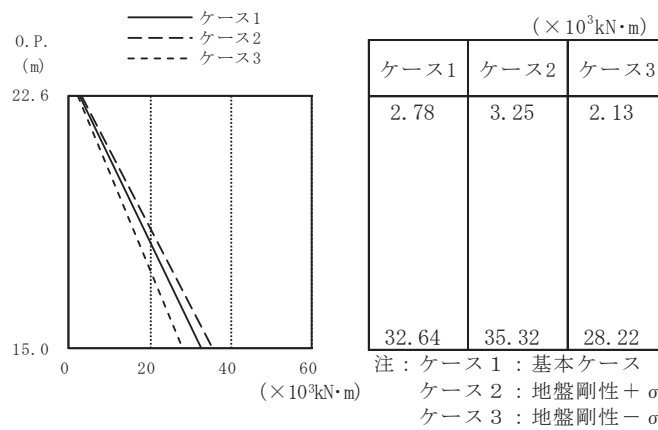 ケース1
ケース2
ケース3
O.P.
(m)
22.6
15.0
0 20 40 60
(×10³kN・m)
(×10³kN・m)
ケース1 ケース2 ケース3
2.78 3.25 2.13
32.64 35.32 28.22
注：ケース１：基本ケース
ケース２：地盤剛性＋σ
ケース３：地盤剛性－σ